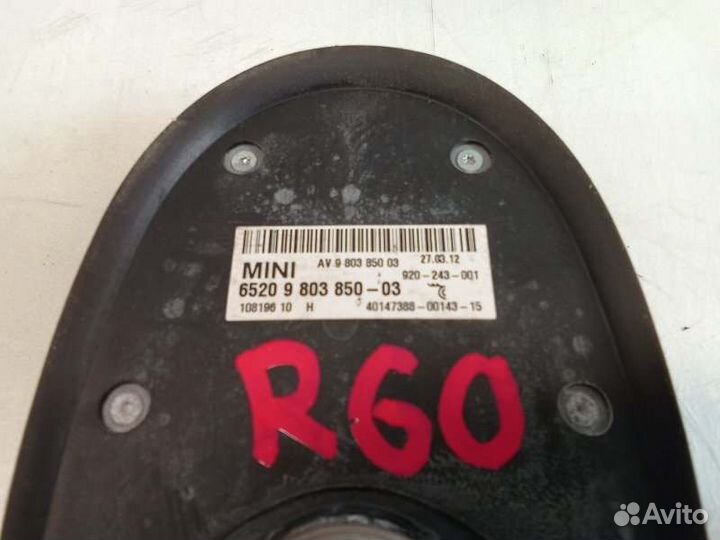 AV 9 803 850 03 27.03.12
MINI 920-243-001
6520 9 803 850-03
108196 10 H 40147388-00143-15
R60
Avito